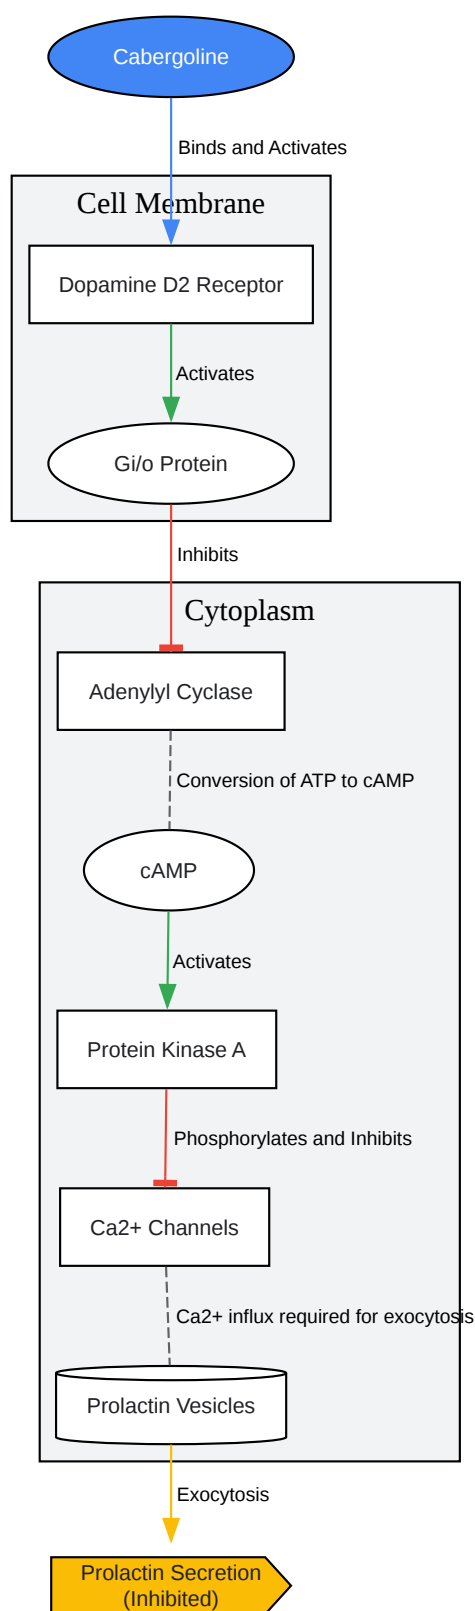 Cabergoline
Binds and Activates
Cell Membrane
Dopamine D2 Receptor
Activates
Gi/o Protein
Inhibits
Cytoplasm
Adenylyl Cyclase
Conversion of ATP to cAMP
cAMP
Activates
Protein Kinase A
Phosphorylates and Inhibits
Ca2+ Channels
Ca2+ influx required for exocytosis
Prolactin Vesicles
Exocytosis
Prolactin Secretion
(Inhibited)